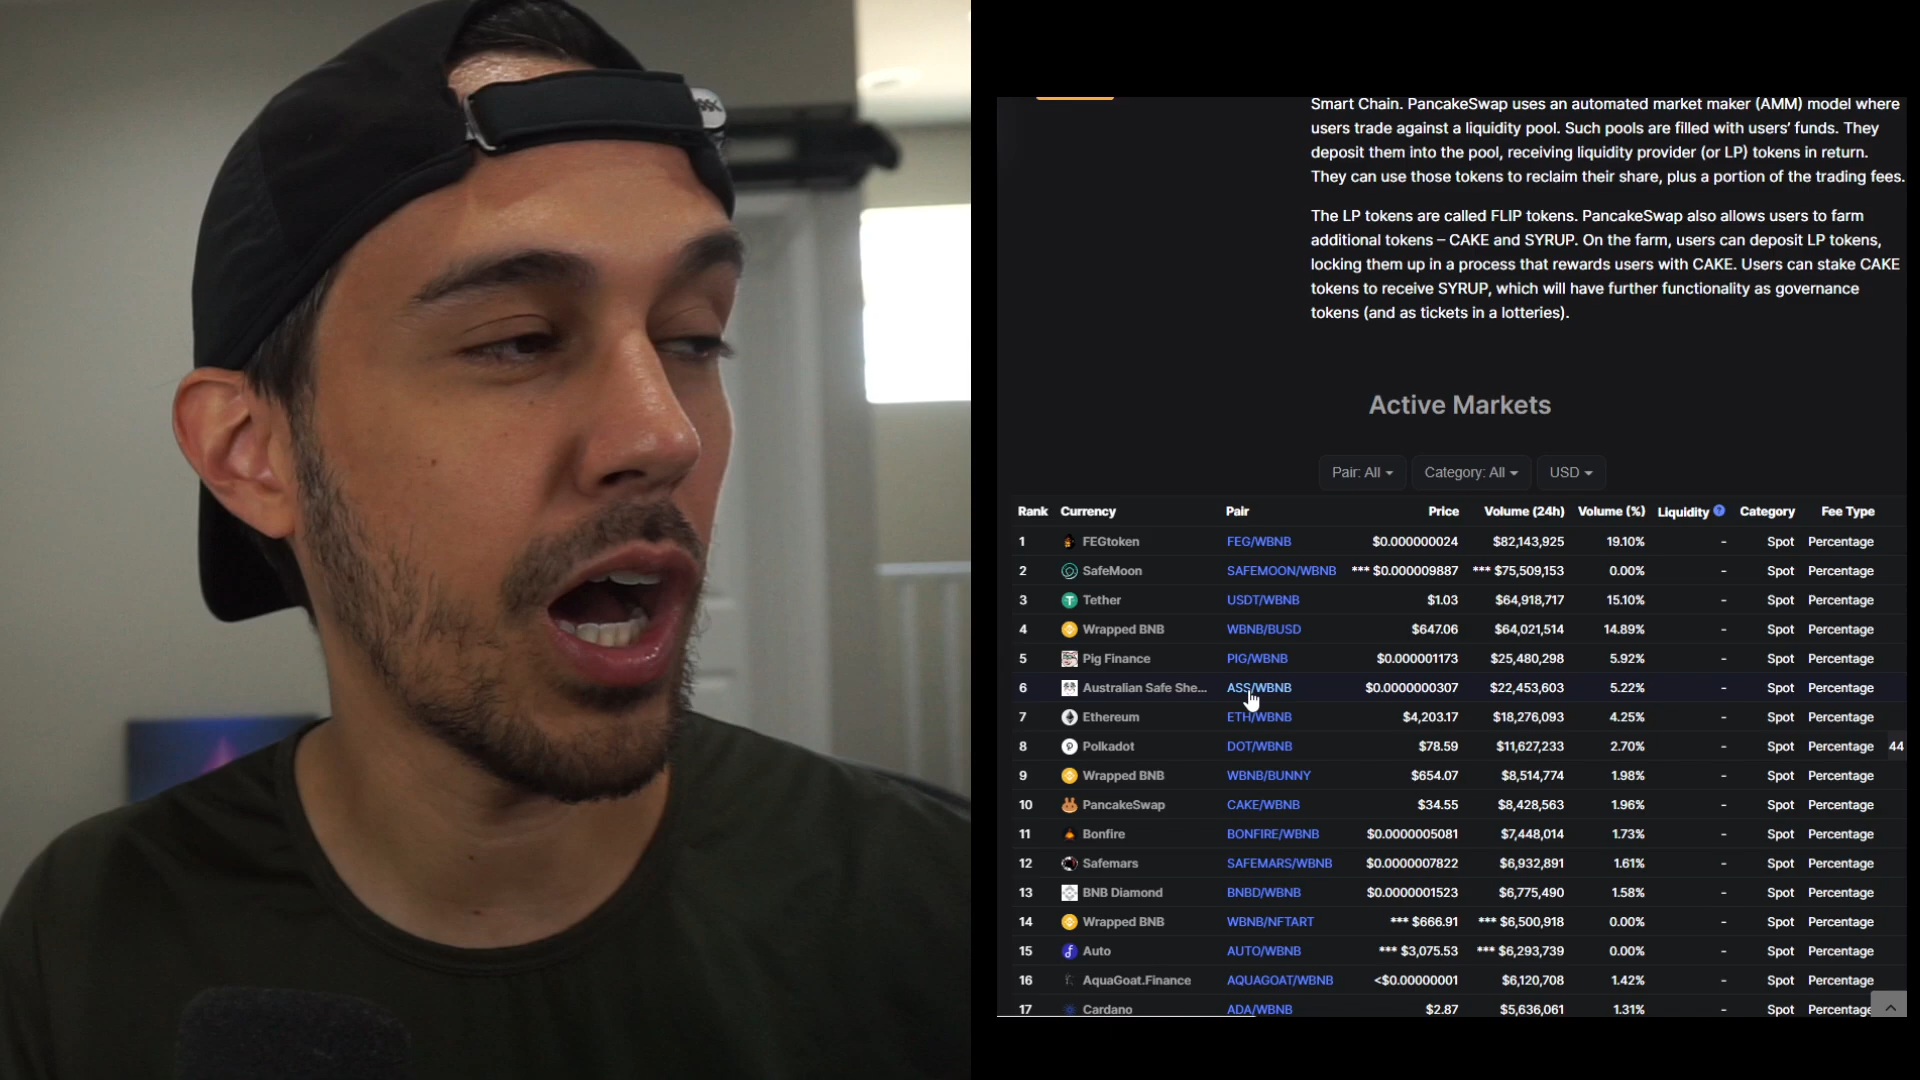 Smart Chain. PancakeSwap uses an automated market maker (AMM) model where
users trade against a liquidity pool. Such pools are filled with users' funds. They
deposit them into the pool, receiving liquidity provider (or LP) tokens in return.
They can use those tokens to reclaim their share, plus a portion of the trading fees.
The LP tokens are called FLIP tokens. PancakeSwap also allows users to farm
additional tokens – CAKE and SYRUP. On the farm, users can deposit LP tokens,
locking them up in a process that rewards users with CAKE. Users can stake CAKE
tokens to receive SYRUP, which will have further functionality as governance
tokens (and as tickets in a lotteries).
Active Markets
Pair: All Category: All USD
Rank Currency Pair Price Volume (24h) Volume (%) Liquidity ? Category Fee Type
1 FEGtoken FEG/WBNB $0.000000024 $82,143,925 19.10% - Spot Percentage
2 SafeMoon SAFEMOON/WBNB *** $0.000009887 *** $75,509,153 0.00% - Spot Percentage
3 Tether USDT/WBNB $1.03 $64,918,717 15.10% - Spot Percentage
4 Wrapped BNB WBNB/BUSD $647.06 $64,021,514 14.89% - Spot Percentage
5 Pig Finance PIG/WBNB $0.000001173 $25,480,298 5.92% - Spot Percentage
6 Australian Safe She... ASS/WBNB $0.0000000307 $22,453,603 5.22% - Spot Percentage
7 Ethereum ETH/WBNB $4,203.17 $18,276,093 4.25% - Spot Percentage
8 Polkadot DOT/WBNB $78.59 $11,627,233 2.70% - Spot Percentage 44
9 Wrapped BNB WBNB/BUNNY $654.07 $8,514,774 1.98% - Spot Percentage
10 PancakeSwap CAKE/WBNB $34.55 $8,428,563 1.96% - Spot Percentage
11 Bonfire BONFIRE/WBNB $0.0000005081 $7,448,014 1.73% - Spot Percentage
12 Safemars SAFEMARS/WBNB $0.0000007822 $6,932,891 1.61% - Spot Percentage
13 BNB Diamond BNBD/WBNB $0.0000001523 $6,775,490 1.58% - Spot Percentage
14 Wrapped BNB WBNB/NFTART *** $666.91 *** $6,500,918 0.00% - Spot Percentage
15 Auto AUTO/WBNB *** $3,075.53 *** $6,293,739 0.00% - Spot Percentage
16 AquaGoat.Finance AQUAGOAT/WBNB <$0.00000001 $6,120,708 1.42% - Spot Percentage
17 Cardano ADA/WBNB $2.87 $5,636,061 1.31% - Spot Percentage